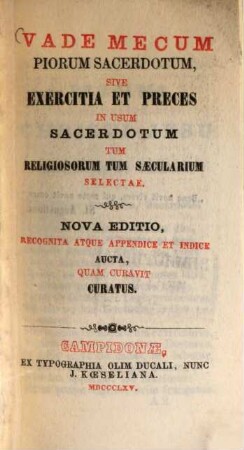 VADE MECUM
PIORUM SACERDOTUM,
SIVE
EXERCITIA ET PRECES
IN USUM
SACERDOTUM
TUM
RELIGIOSORUM TUM SÆCULARIUM
SELECTAE.
NOVA EDITIO,
RECOGNITA ATQUE APPENDICE ET INDICE
AUCTA,
QUAM CURAVIT
CURATUS.
CAMPIDONÆ,
EX TYPOGRAPHIA OLIM DUCALI, NUNC
J. KŒSELIANA.
MDCCCLXV.